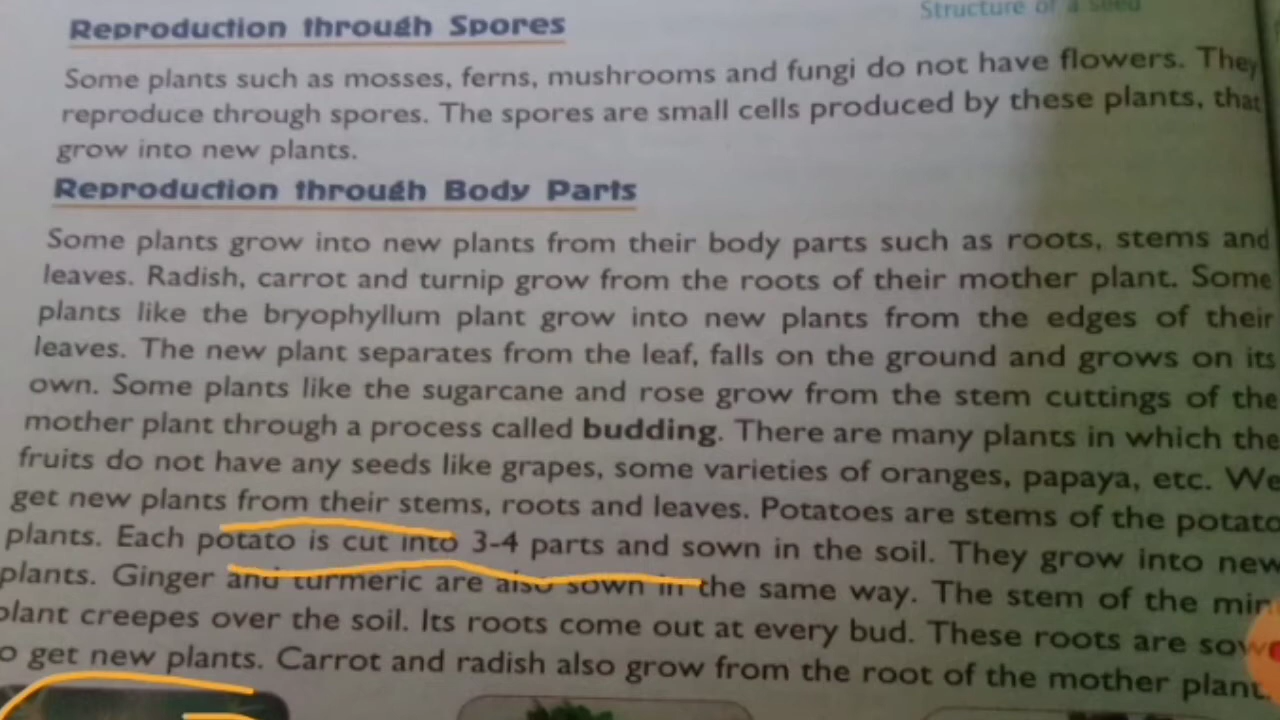 Structure of a seed
Reproduction through Spores
Some plants such as mosses, ferns, mushrooms and fungi do not have flowers. They
reproduce through spores. The spores are small cells produced by these plants, that
grow into new plants.
Reproduction through Body Parts
Some plants grow into new plants from their body parts such as roots, stems and
leaves. Radish, carrot and turnip grow from the roots of their mother plant. Some
plants like the bryophyllum plant grow into new plants from the edges of their
leaves. The new plant separates from the leaf, falls on the ground and grows on its
own. Some plants like the sugarcane and rose grow from the stem cuttings of the
mother plant through a process called budding. There are many plants in which the
fruits do not have any seeds like grapes, some varieties of oranges, papaya, etc. We
get new plants from their stems, roots and leaves. Potatoes are stems of the potato
plants. Each potato is cut into 3-4 parts and sown in the soil. They grow into new
plants. Ginger and turmeric are also sown in the same way. The stem of the min
plant creepes over the soil. Its roots come out at every bud. These roots are sowe
o get new plants. Carrot and radish also grow from the root of the mother plant.